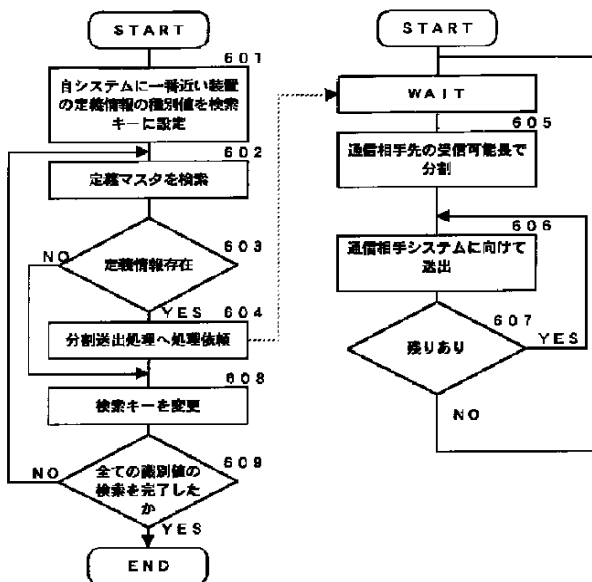 START
601
自システムに一番近い装置
の定義情報の種別値を検索
キーに設定
602
定義マスタを検索
603
定義情報存在
NO
YES
604
分割送出処理へ処理依頼
608
検索キーを変更
609
全ての識別値の
検索を完了した
か
NO
YES
END
START
WAIT
605
通信相手先の受信可能長で
分割
606
通信相手システムに向けて
送出
607
残りあり
YES
NO